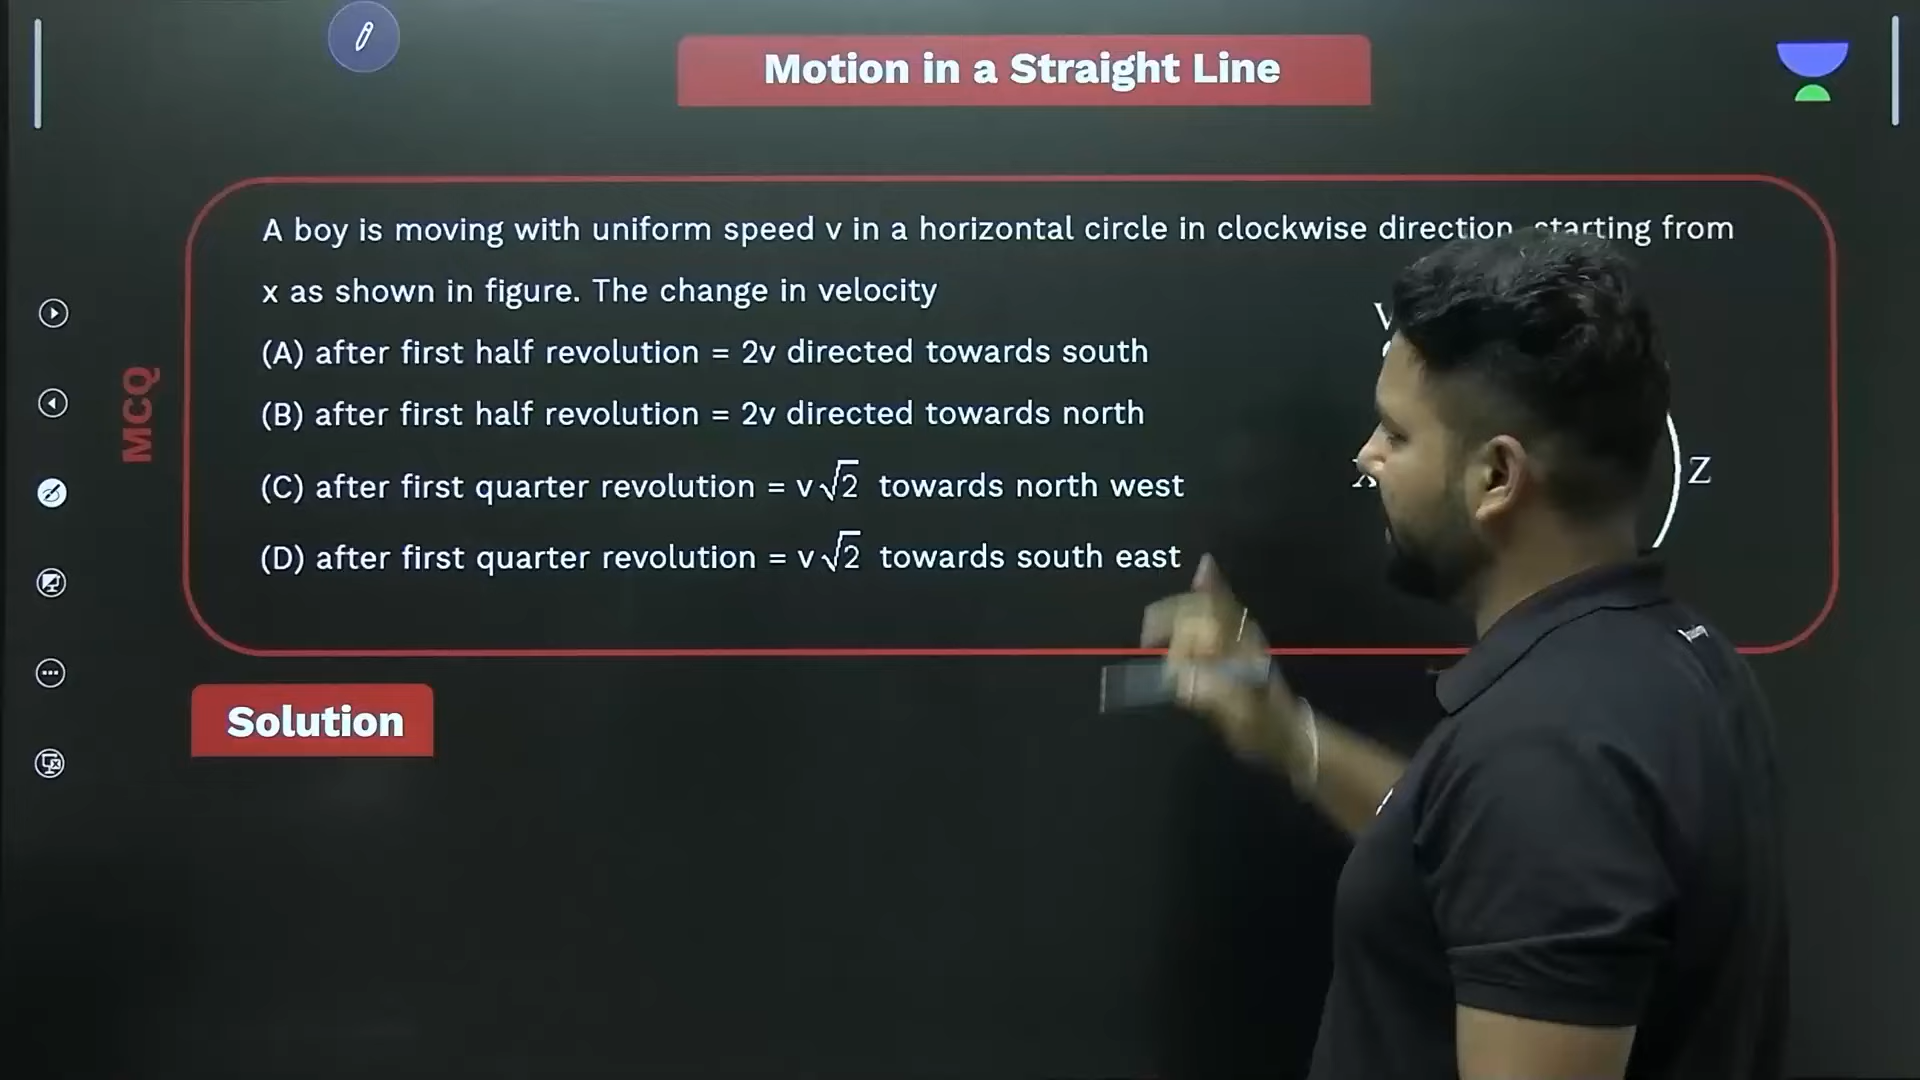 Motion in a Straight Line
A boy is moving with uniform speed v in a horizontal circle in clockwise direction, starting from
x as shown in figure. The change in velocity
(A) after first half revolution = 2v directed towards south
(B) after first half revolution = 2v directed towards north
(C) after first quarter revolution = v√2 towards north west
(D) after first quarter revolution = v√2 towards south east
MCQ
Z
Solution